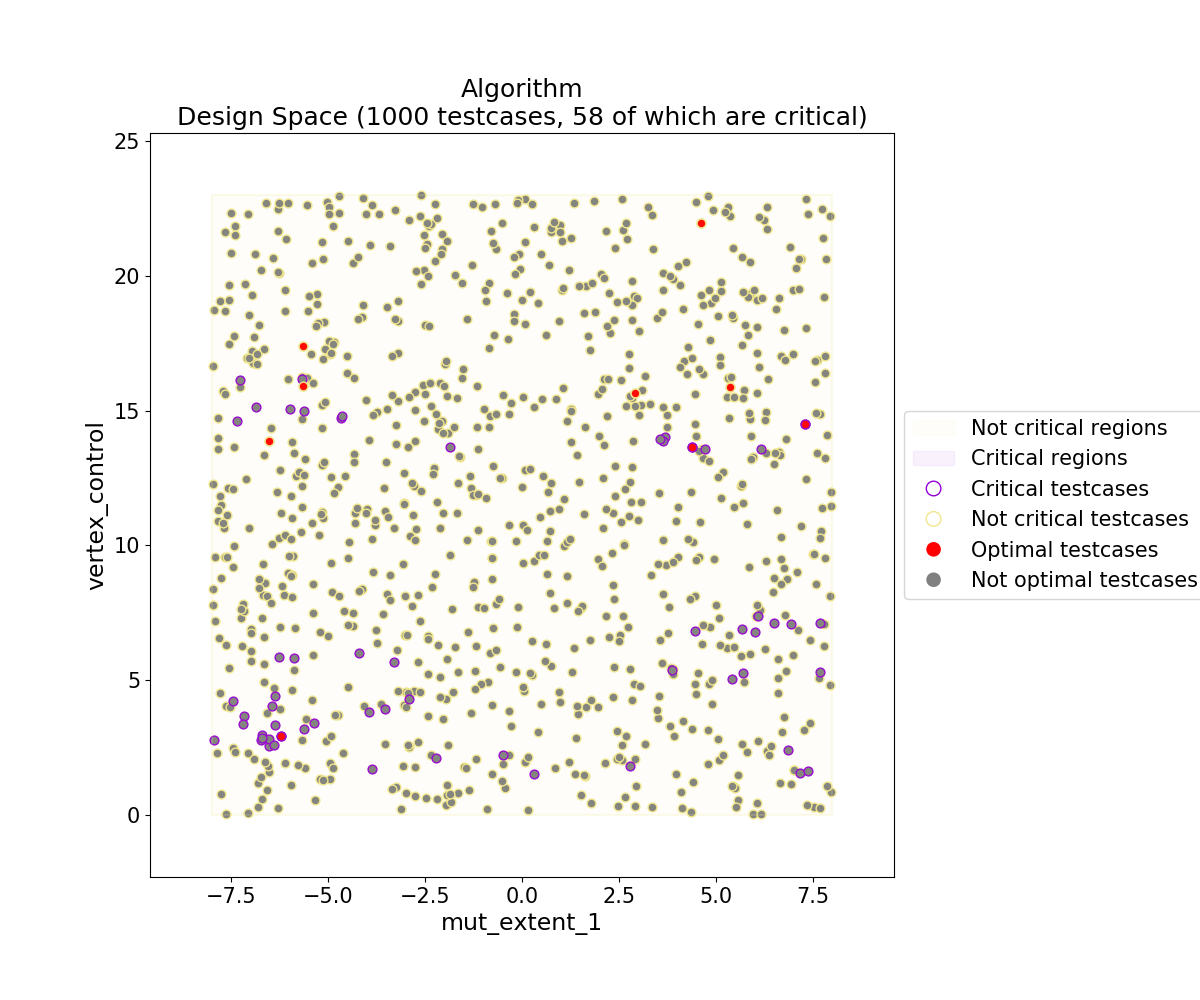 Algorithm
Design Space (1000 testcases, 58 of which are critical)
25
20
15
10
5
0
vertex_control
−7.5
−5.0
−2.5
0.0
2.5
5.0
7.5
mut_extent_1
Not critical regions
Critical regions
Critical testcases
Not critical testcases
Optimal testcases
Not optimal testcases